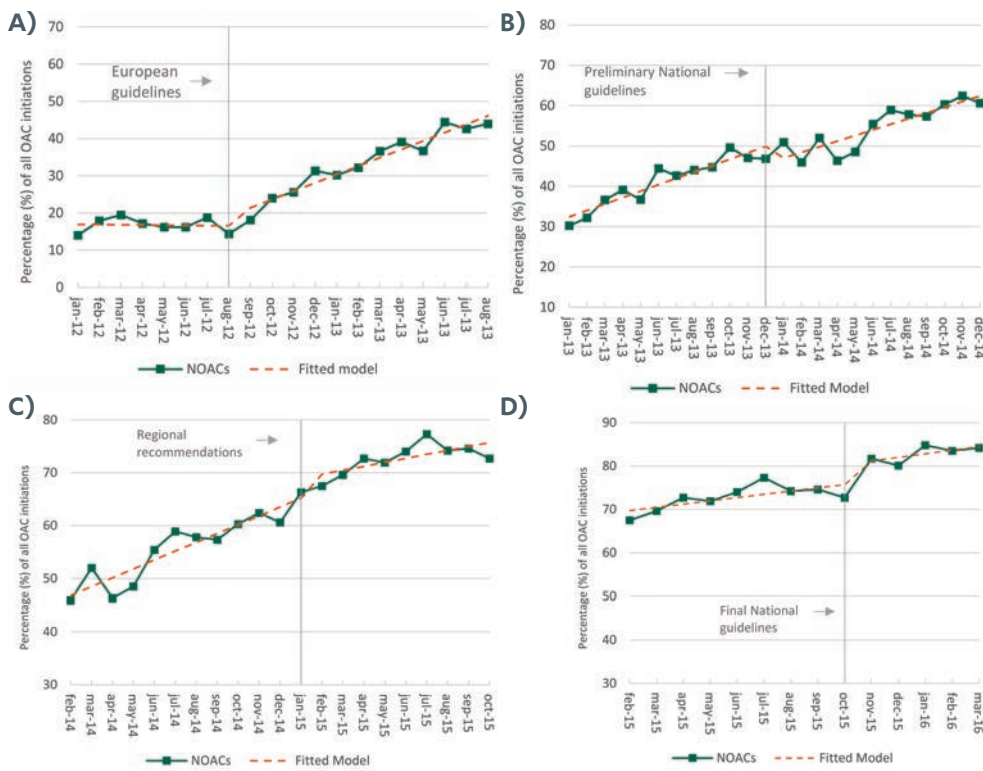 A)
70
60
50
40
30
20
10
0
Percentage (%) of all OAC initiations
European
guidelines
jan-12
feb-12
mar-12
apr-12
may-12
jun-12
jul-12
aug-12
sep-12
oct-12
nov-12
dec-12
jan-13
feb-13
mar-13
apr-13
may-13
jun-13
jul-13
aug-13
NOACs
Fitted model
B)
80
70
60
50
40
30
20
10
Percentage (%) of all OAC initiations
Preliminary National
guidelines
jan-13
feb-13
mar-13
apr-13
may-13
jun-13
jul-13
aug-13
sep-13
oct-13
nov-13
dec-13
jan-14
feb-14
mar-14
apr-14
may-14
jun-14
jul-14
aug-14
sep-14
oct-14
nov-14
dec-14
NOACs
Fitted Model
C)
80
70
60
50
40
30
Percentage (%) of all OAC initiations
Regional
recommendations
feb-14
mar-14
apr-14
may-14
jun-14
jul-14
aug-14
sep-14
oct-14
nov-14
dec-14
jan-15
feb-15
mar-15
apr-15
may-15
jun-15
jul-15
aug-15
sep-15
oct-15
NOACs
Fitted Model
D)
90
80
70
60
50
40
30
Percentage (%) of all OAC initiations
Final National
guidelines
feb-15
mar-15
apr-15
may-15
jun-15
jul-15
aug-15
sep-15
oct-15
nov-15
dec-15
jan-16
feb-16
mar-16
NOACs
Fitted Model